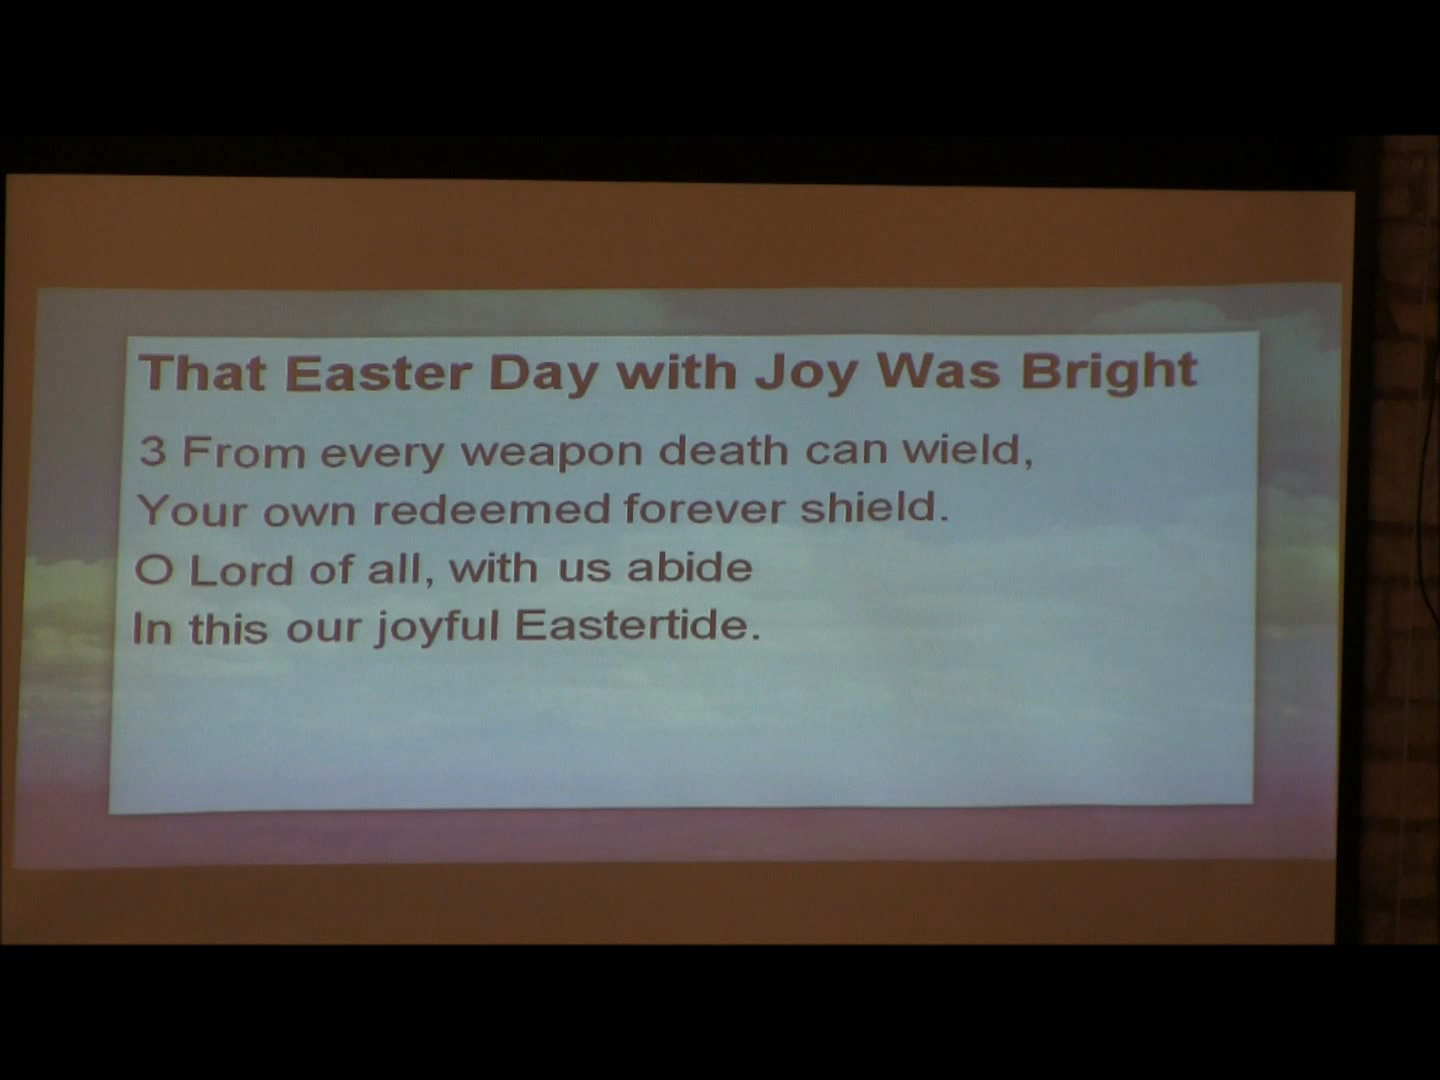 That Easter Day with Joy Was Bright
3 From every weapon death can wield,
Your own redeemed forever shield.
O Lord of all, with us abide
In this our joyful Eastertide.